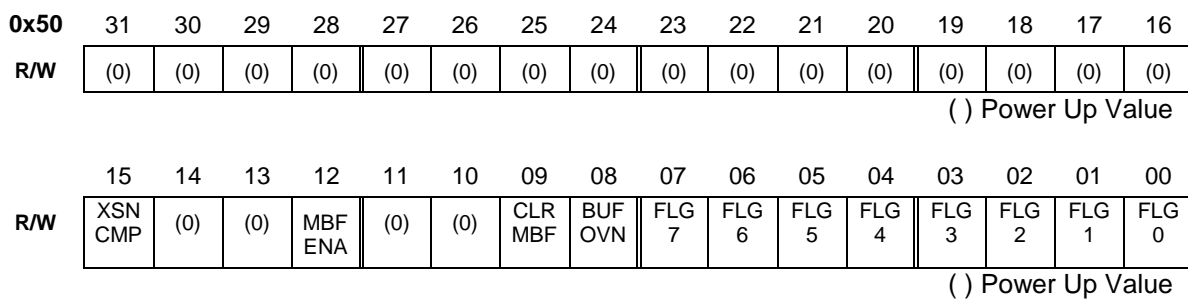 0x50 31 30 29 28 27 26 25 24 23 22 21 20 19 18 17 16
R/W (0) (0) (0) (0) (0) (0) (0) (0) (0) (0) (0) (0) (0) (0) (0) (0)
( ) Power Up Value
15 14 13 12 11 10 09 08 07 06 05 04 03 02 01 00
R/W XSN CMP (0) (0) MBF ENA (0) (0) CLR MBF BUF OVN FLG 7 FLG 6 FLG 5 FLG 4 FLG 3 FLG 2 FLG 1 FLG 0
( ) Power Up Value